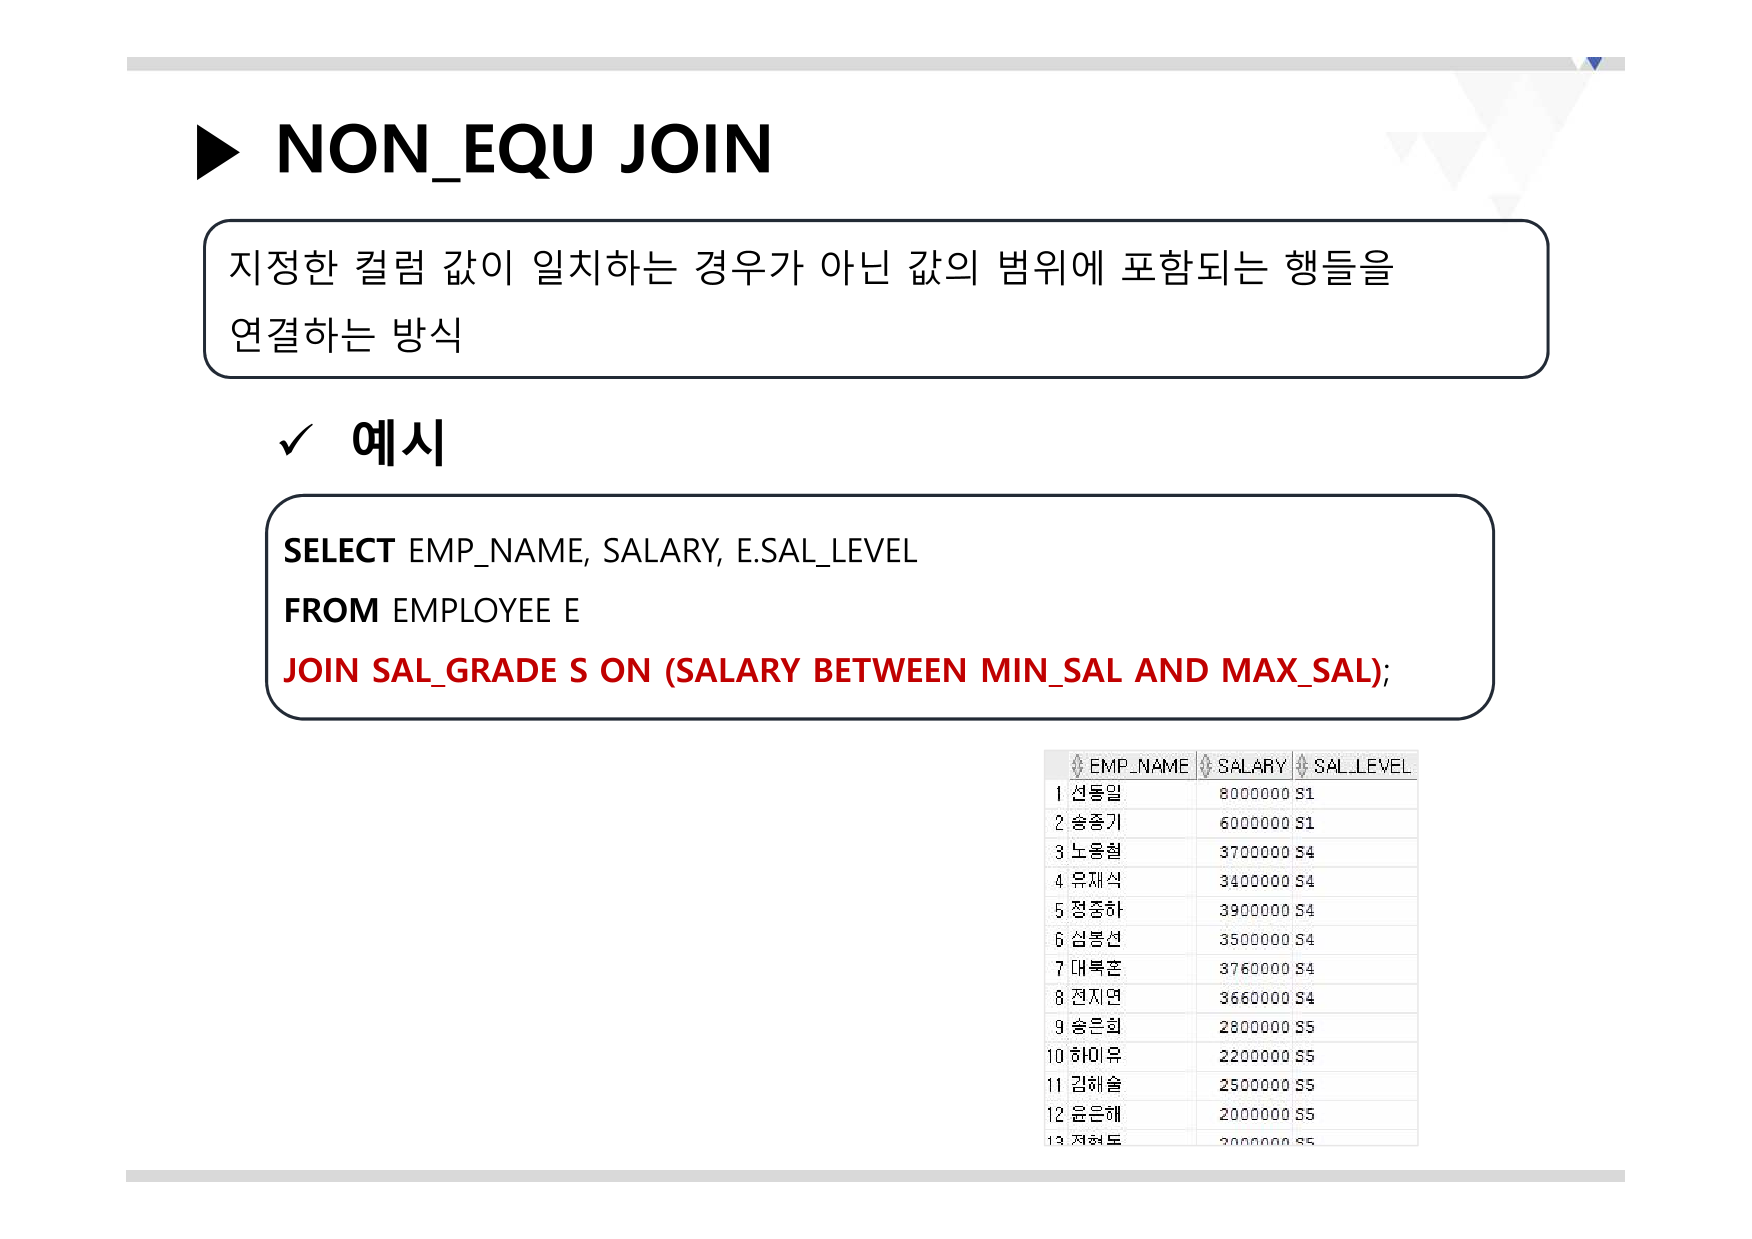 ▶ NON_EQU JOIN
지정한 컬럼 값이 일치하는 경우가 아닌 값의 범위에 포함되는 행들을
연결하는 방식
✓ 예시
SELECT EMP_NAME, SALARY, E.SAL_LEVEL
FROM EMPLOYEE E
JOIN SAL_GRADE S ON (SALARY BETWEEN MIN_SAL AND MAX_SAL);
EMP_NAME SALARY SAL_LEVEL
1 선동일 8000000 S1
2 송종기 6000000 S1
3 노옹철 3700000 S4
4 유재식 3400000 S4
5 정중하 3900000 S4
6 심봉선 3500000 S4
7 대북혼 3760000 S4
8 전지연 3660000 S4
9 송은희 2800000 S5
10 하이유 2200000 S5
11 김해술 2500000 S5
12 윤은해 2000000 S5
13 S5